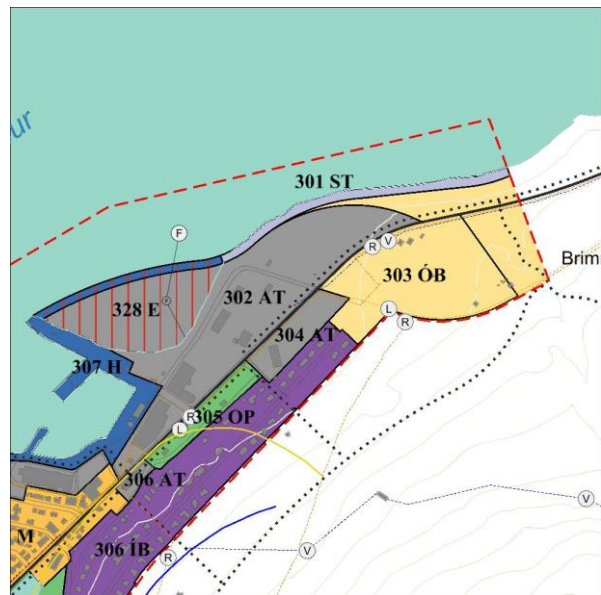 ur
301 ST
F
R
V
Brim
303 ÓB
302 AT
328 E
L
R
304 AT
307 H
R
L
305 OP
306 AT
M
306 ÍB
R
V
V